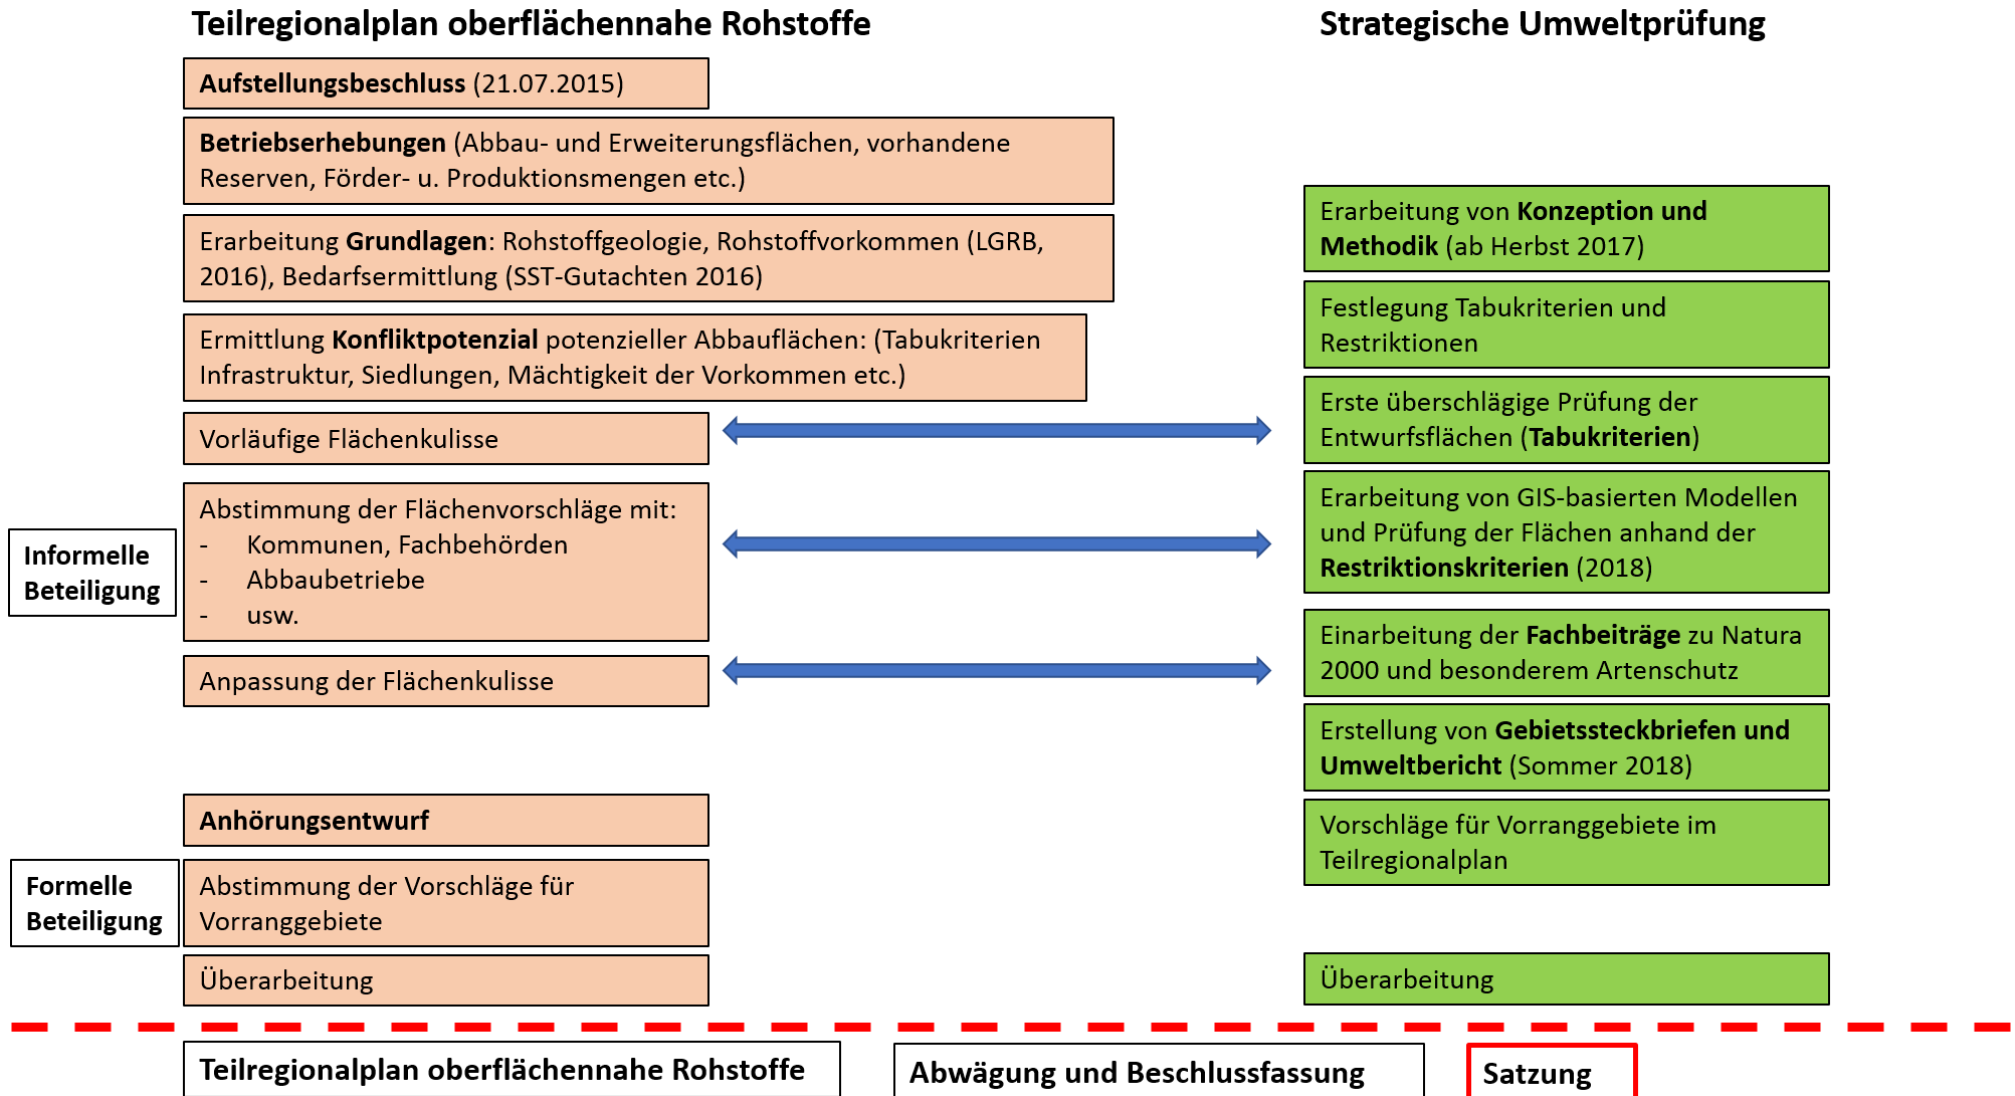 Teilregionalplan oberflächennahe Rohstoffe
Aufstellungsbeschluss (21.07.2015)
Betriebserhebungen (Abbau- und Erweiterungsflächen, vorhandene
Reserven, Förder- u. Produktionsmengen etc.)
Erarbeitung Grundlagen: Rohstoffgeologie, Rohstoffvorkommen (LGRB,
2016), Bedarfsermittlung (SST-Gutachten 2016)
Ermittlung Konfliktpotenzial potenzieller Abbauflächen: (Tabukriterien
Infrastruktur, Siedlungen, Mächtigkeit der Vorkommen etc.)
Vorläufige Flächenkulisse
Informelle
Beteiligung
Abstimmung der Flächenvorschläge mit:
- Kommunen, Fachbehörden
- Abbaubetriebe
- usw.
Anpassung der Flächenkulisse
Anhörungsentwurf
Formelle
Beteiligung
Abstimmung der Vorschläge für
Vorranggebiete
Überarbeitung
Strategische Umweltprüfung
Erarbeitung von Konzeption und
Methodik (ab Herbst 2017)
Festlegung Tabukriterien und
Restriktionen
Erste überschlägige Prüfung der
Entwurfsflächen (Tabukriterien)
Erarbeitung von GIS-basierten Modellen
und Prüfung der Flächen anhand der
Restriktionskriterien (2018)
Einarbeitung der Fachbeiträge zu Natura
2000 und besonderem Artenschutz
Erstellung von Gebietssteckbriefen und
Umweltbericht (Sommer 2018)
Vorschläge für Vorranggebiete im
Teilregionalplan
Überarbeitung
Teilregionalplan oberflächennahe Rohstoffe
Abwägung und Beschlussfassung
Satzung